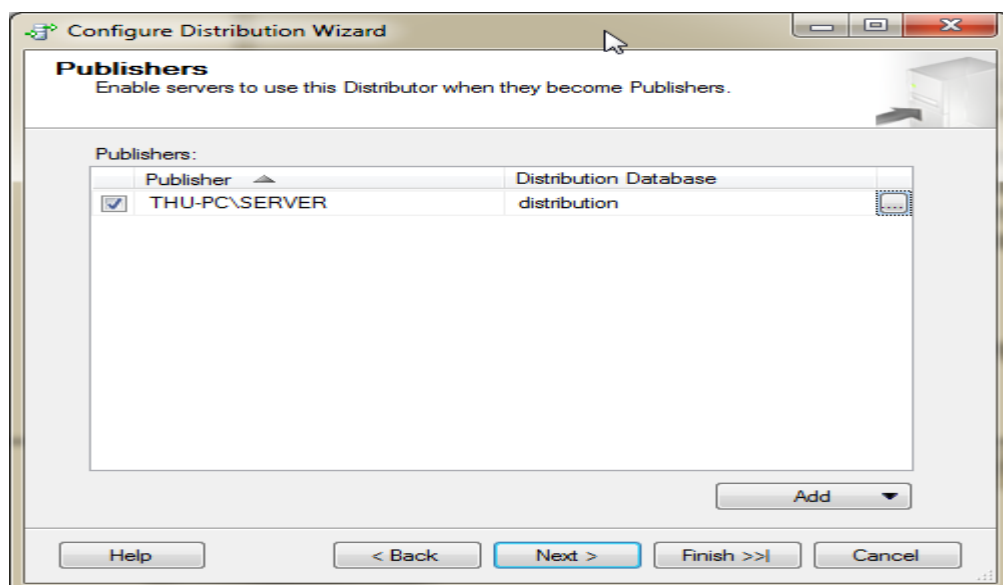 Configure Distribution Wizard
Publishers
Enable servers to use this Distributor when they become Publishers.
Publishers:
Publisher Distribution Database
THU-PC\SERVER distribution ...
Add
Help < Back Next > Finish >>| Cancel